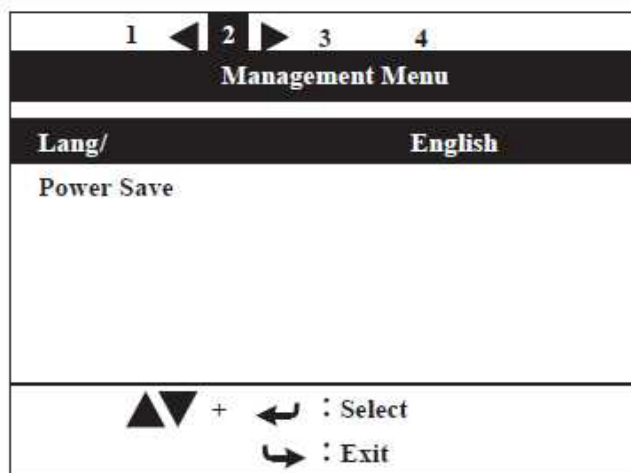 1 ◀ 2 ▶ 3 4
Management Menu
Lang/ English
Power Save
▲▼ + ↵ : Select
↳ : Exit